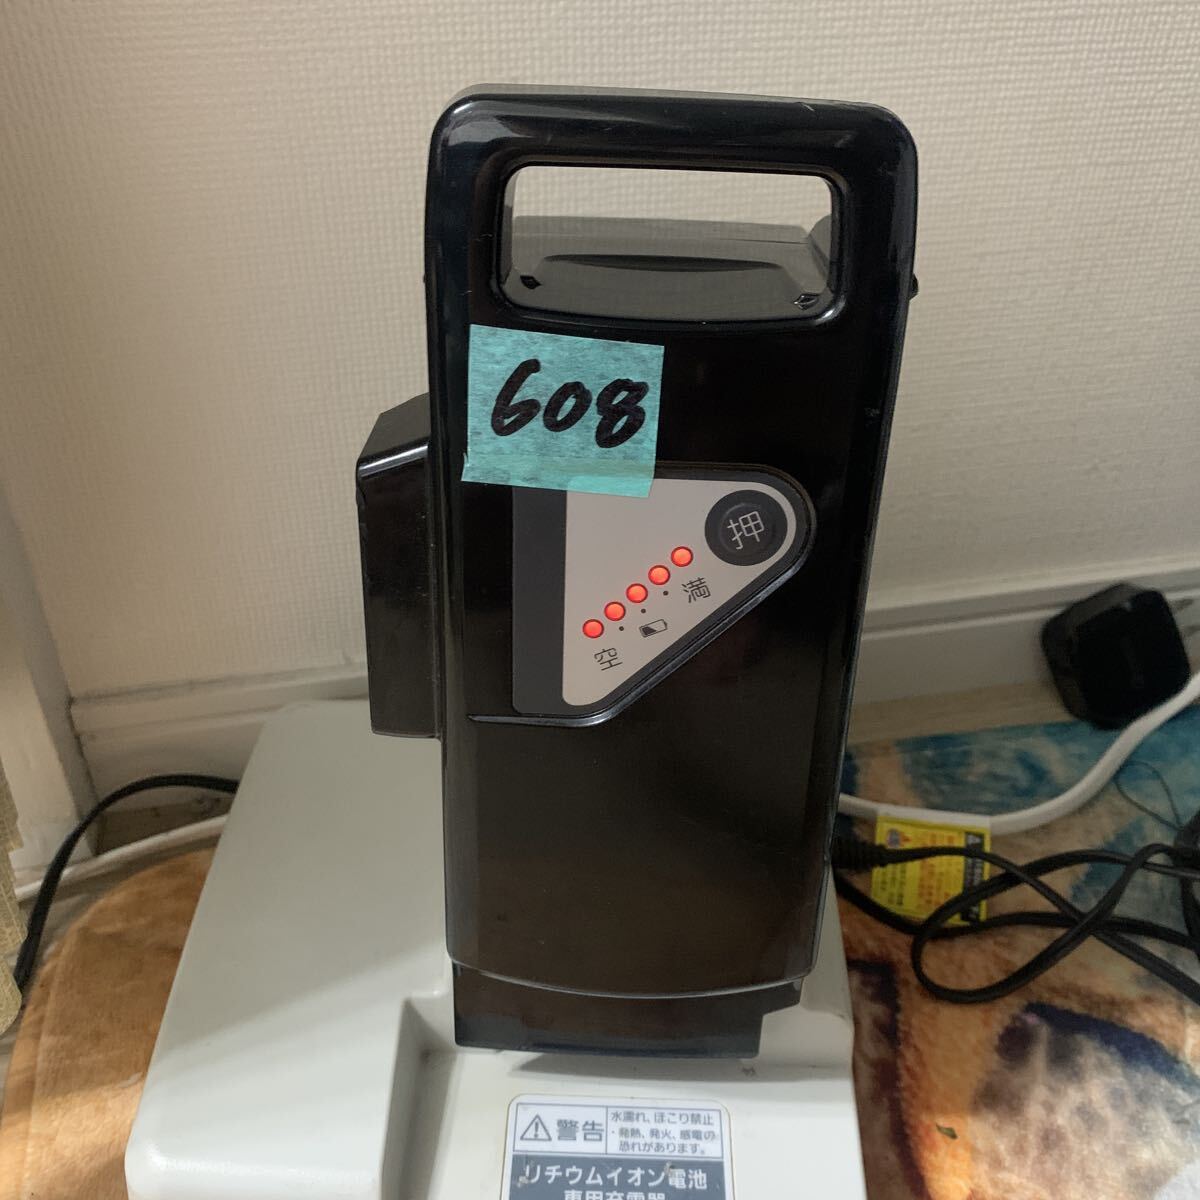 608
押
満
空
警告
水濡れ、ほこり禁止
・発熱、発火、感電の
恐れがあります。
リチウムイオン電池
専用充電器